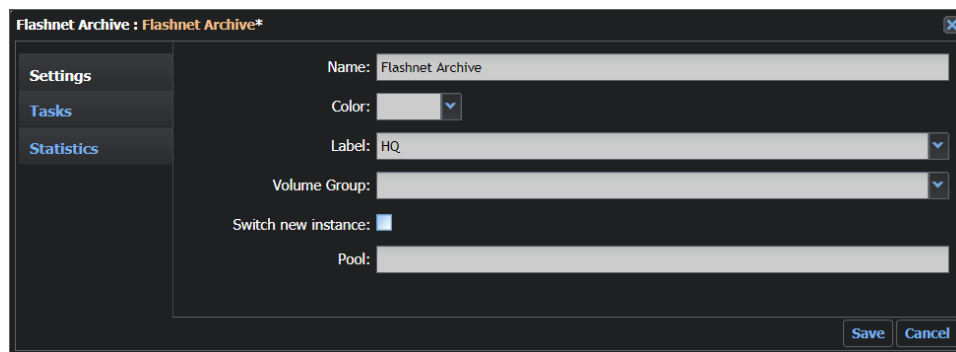 Flashnet Archive : Flashnet Archive*
Settings
Tasks
Statistics
Name: Flashnet Archive
Color:
Label: HQ
Volume Group:
Switch new instance:
Pool:
Save Cancel